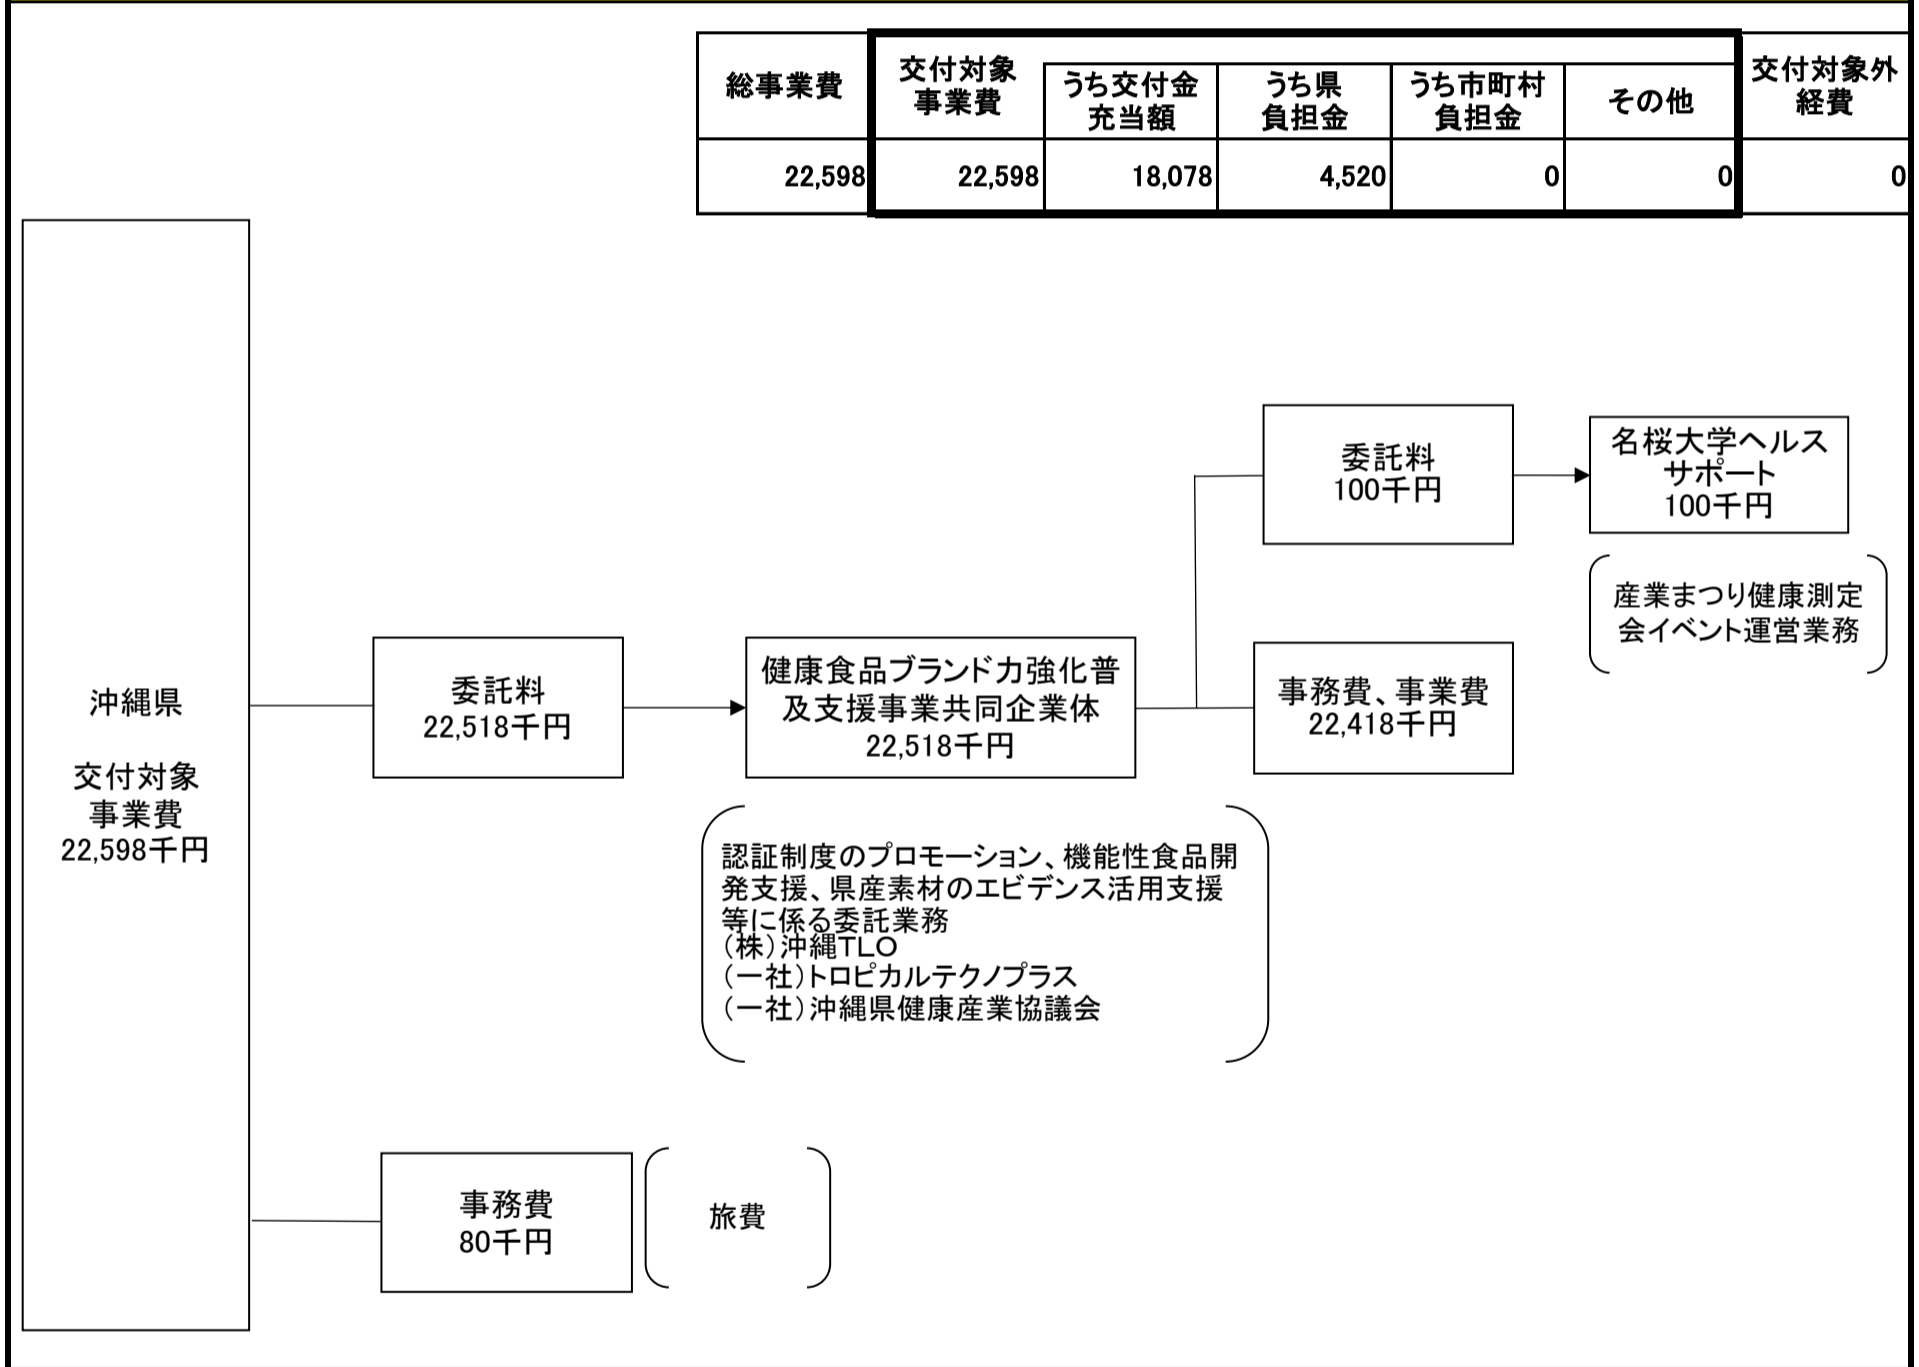 総事業費
交付対象
事業費
うち交付金
充当額
うち県
負担金
うち市町村
負担金
その他
交付対象外
経費
22,598
22,598
18,078
4,520
0
0
0
沖縄県
交付対象
事業費
22,598千円
委託料
22,518千円
健康食品ブランド力強化普
及支援事業共同企業体
22,518千円
委託料
100千円
名桜大学ヘルス
サポート
100千円
産業まつり健康測定
会イベント運営業務
事務費、事業費
22,418千円
認証制度のプロモーション、機能性食品開
発支援、県産素材のエビデンス活用支援
等に係る委託業務
(株)沖縄TLO
(一社)トロピカルテクノプラス
(一社)沖縄県健康産業協議会
事務費
80千円
旅費